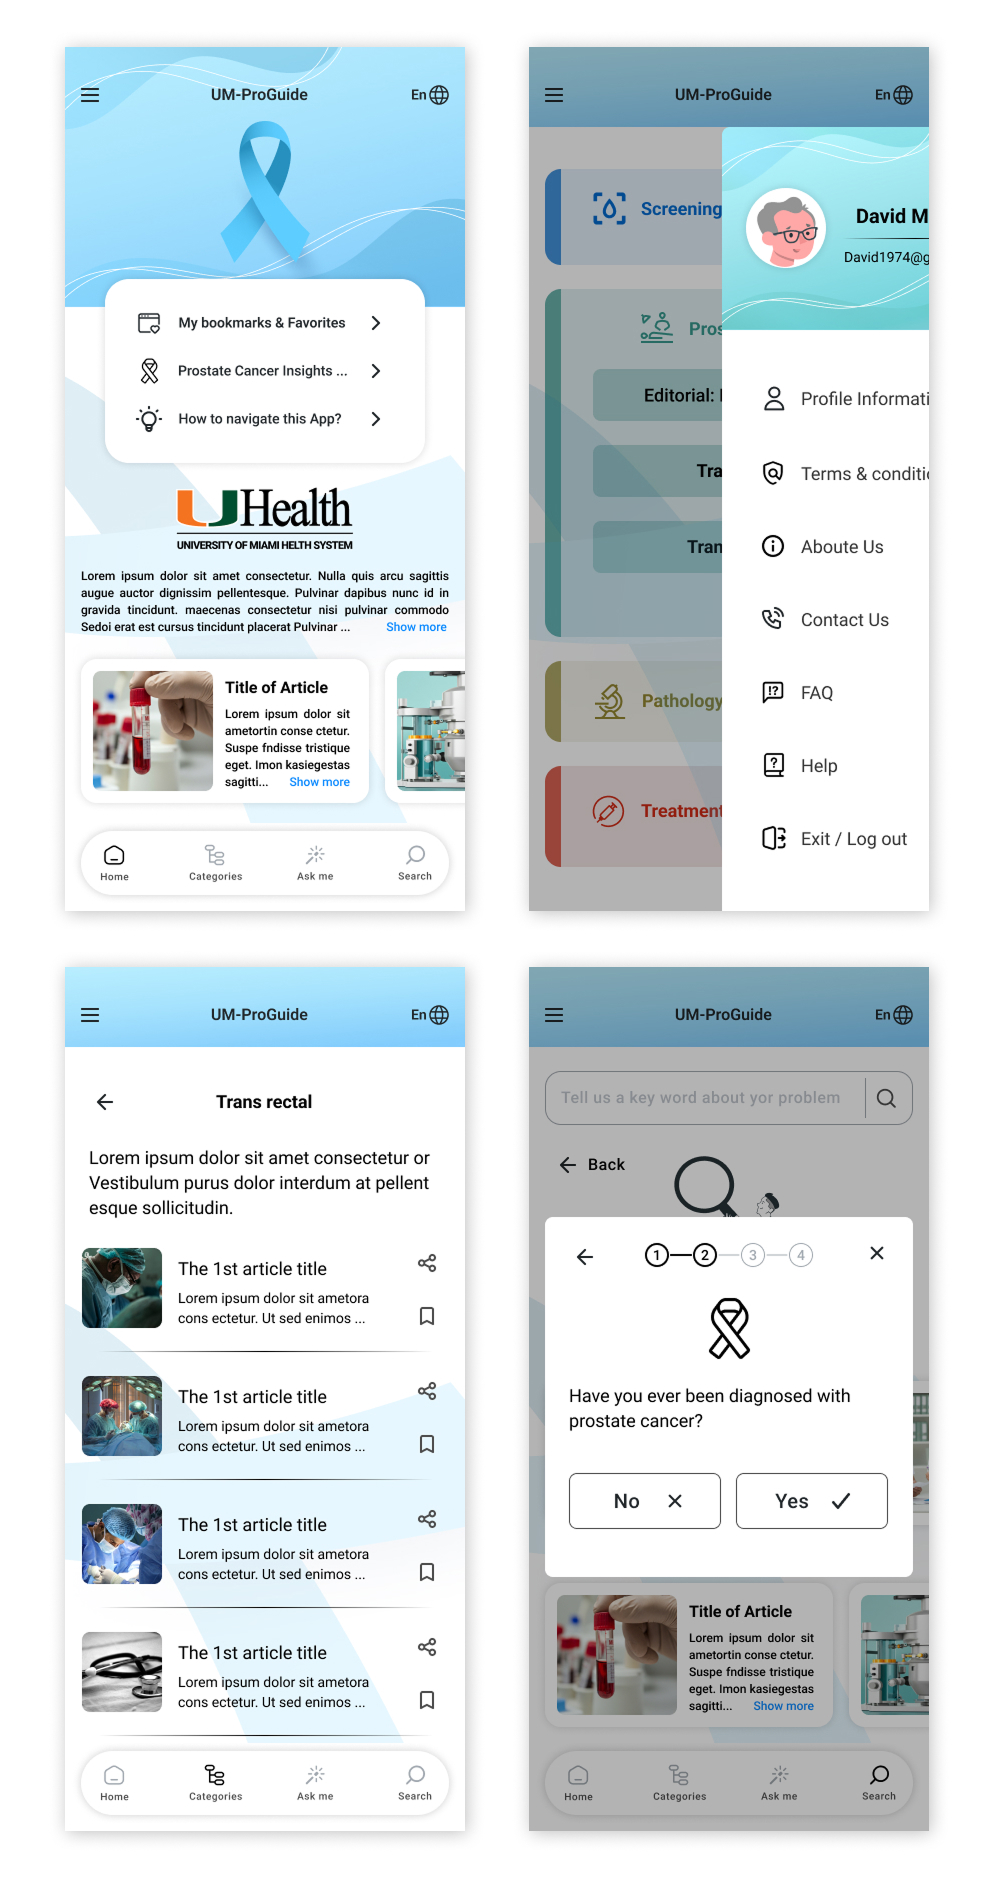 UM-ProGuide
En
My bookmarks & Favorites
Prostate Cancer Insights ...
How to navigate this App?
UHealth
UNIVERSITY OF MIAMI HELTH SYSTEM
Lorem ipsum dolor sit amet consectetur. Nulla quis arcu sagittis
augue auctor dignissim pellentesque. Pulvinar dapibus nunc id in
gravida tincidunt. maecenas consectetur nisi pulvinar commodo
Sedoi erat est cursus tincidunt placerat Pulvinar ... Show more
Title of Article
Lorem ipsum dolor sit
ametortin conse ctetur.
Suspe fndisse tristique
eget. Imon kasiegestas
sagitti... Show more
Home Categories Ask me Search
UM-ProGuide
En
Screening
Pros
Editorial: I
Tra
Tran
Pathology
Treatment
David M
David1974@g
Profile Informati
Terms & conditio
Aboute Us
Contact Us
FAQ
Help
Exit / Log out
UM-ProGuide
En
Trans rectal
Lorem ipsum dolor sit amet consectetur or
Vestibulum purus dolor interdum at pellent
esque sollicitudin.
The 1st article title
Lorem ipsum dolor sit ametora
cons ectetur. Ut sed enimos ...
The 1st article title
Lorem ipsum dolor sit ametora
cons ectetur. Ut sed enimos ...
The 1st article title
Lorem ipsum dolor sit ametora
cons ectetur. Ut sed enimos ...
The 1st article title
Lorem ipsum dolor sit ametora
cons ectetur. Ut sed enimos ...
Home Categories Ask me Search
UM-ProGuide
En
Tell us a key word about yor problem
Back
1 2 3 4
Have you ever been diagnosed with
prostate cancer?
No
Yes
Title of Article
Lorem ipsum dolor sit
ametortin conse ctetur.
Suspe fndisse tristique
eget. Imon kasiegestas
sagitti... Show more
Home Categories Ask me Search